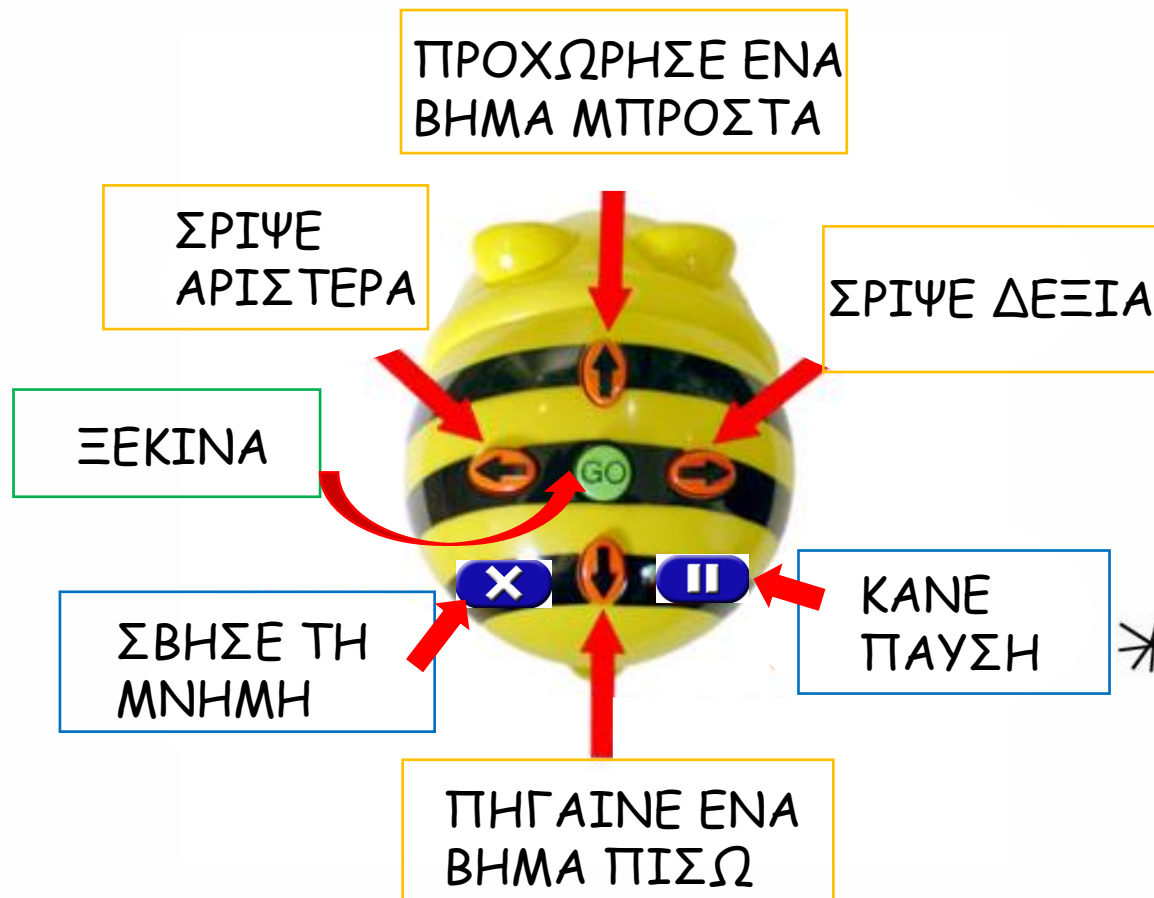 ΠΡΟΧΩΡΗΣΕ ΕΝΑ
ΒΗΜΑ ΜΠΡΟΣΤΑ
ΣΡΙΨΕ
ΑΡΙΣΤΕΡΑ
ΣΡΙΨΕ ΔΕΞΙΑ
ΞΕΚΙΝΑ
GO
ΣΒΗΣΕ ΤΗ
ΜΝΗΜΗ
ΚΑΝΕ
ΠΑΥΣΗ
ΠΗΓΑΙΝΕ ΕΝΑ
ΒΗΜΑ ΠΙΣΩ